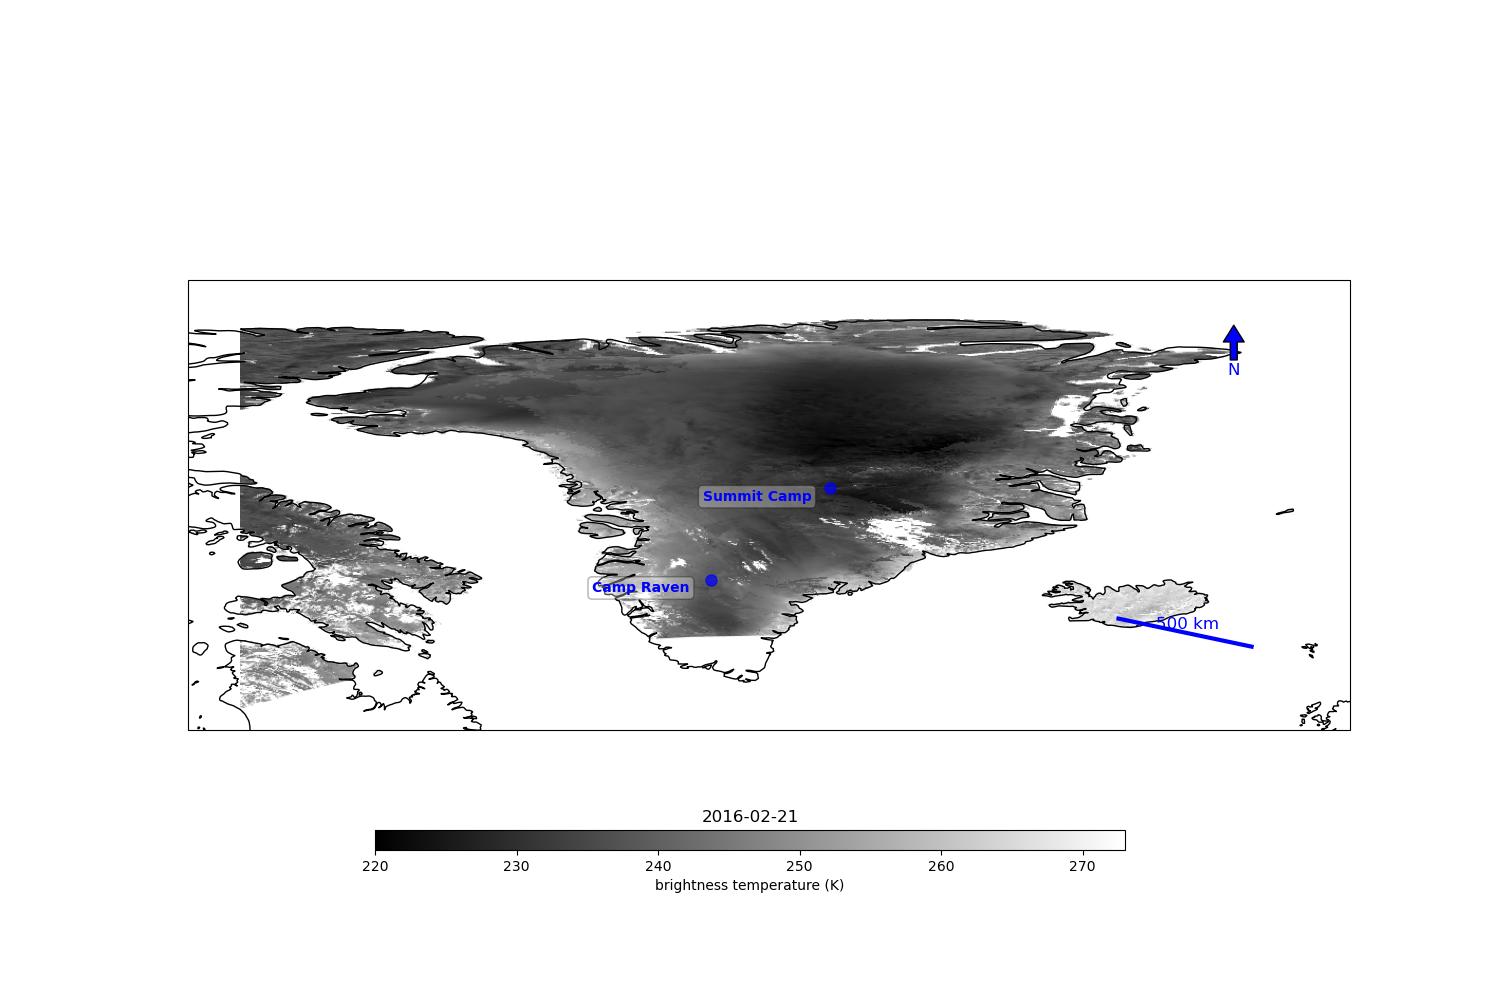 N
Summit Camp
Camp Raven
500 km
2016-02-21
220 230 240 250 260 270
brightness temperature (K)